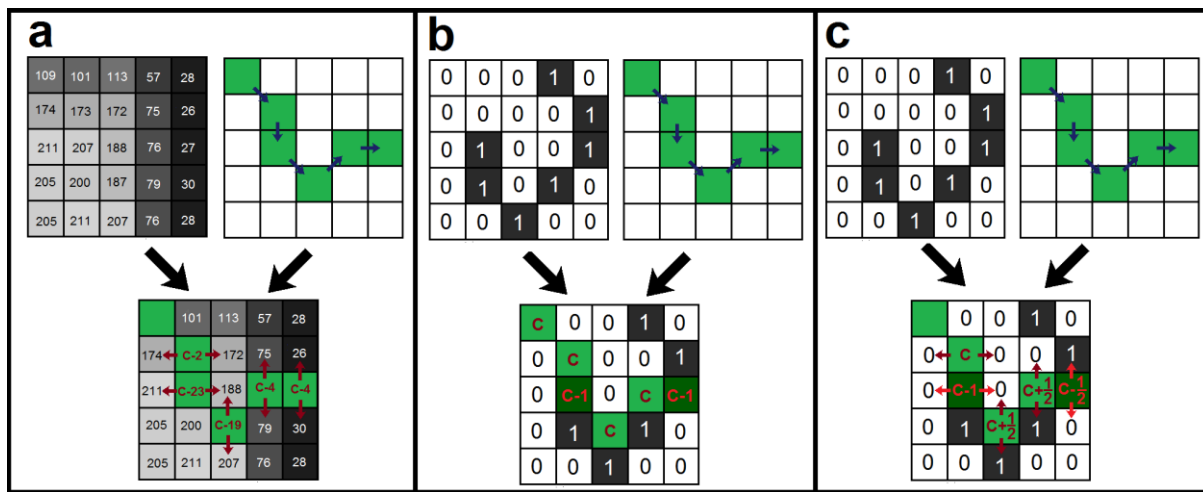 a
109 101 113 57 28
174 173 172 75 26
211 207 188 76 27
205 200 187 79 30
205 211 207 76 28
101 113 57 28
174 C-2 172 75 26
211 C-23 188 C-4 C-4
205 200 C-19 79 30
205 211 207 76 28
b
0 0 0 1 0
0 0 0 0 1
0 1 0 0 1
0 1 0 1 0
0 0 1 0 0
C 0 0 1 0
0 C 0 0 1
0 C-1 0 C C-1
0 1 C 1 0
0 0 1 0 0
c
0 0 0 1 0
0 0 0 0 1
0 1 0 0 1
0 1 0 1 0
0 0 1 0 0
0 0 1 0
0 C 0 0 1
0 C-1 0 C+1/2 C-1/2
0 1 C+1/2 1 0
0 0 1 0 0